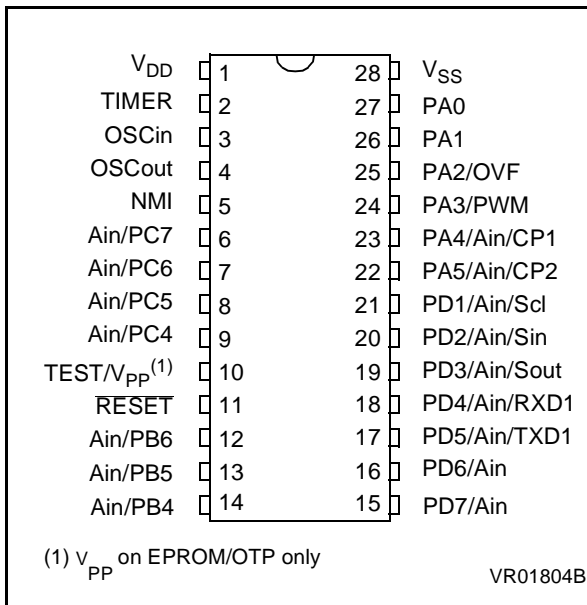 V_DD 1 28 V_SS
TIMER 2 27 PA0
OSCin 3 26 PA1
OSCout 4 25 PA2/OVF
NMI 5 24 PA3/PWM
Ain/PC7 6 23 PA4/Ain/CP1
Ain/PC6 7 22 PA5/Ain/CP2
Ain/PC5 8 21 PD1/Ain/Scl
Ain/PC4 9 20 PD2/Ain/Sin
TEST/V_PP(1) 10 19 PD3/Ain/Sout
RESET 11 18 PD4/Ain/RXD1
Ain/PB6 12 17 PD5/Ain/TXD1
Ain/PB5 13 16 PD6/Ain
Ain/PB4 14 15 PD7/Ain
(1) V_PP on EPROM/OTP only
VR01804B